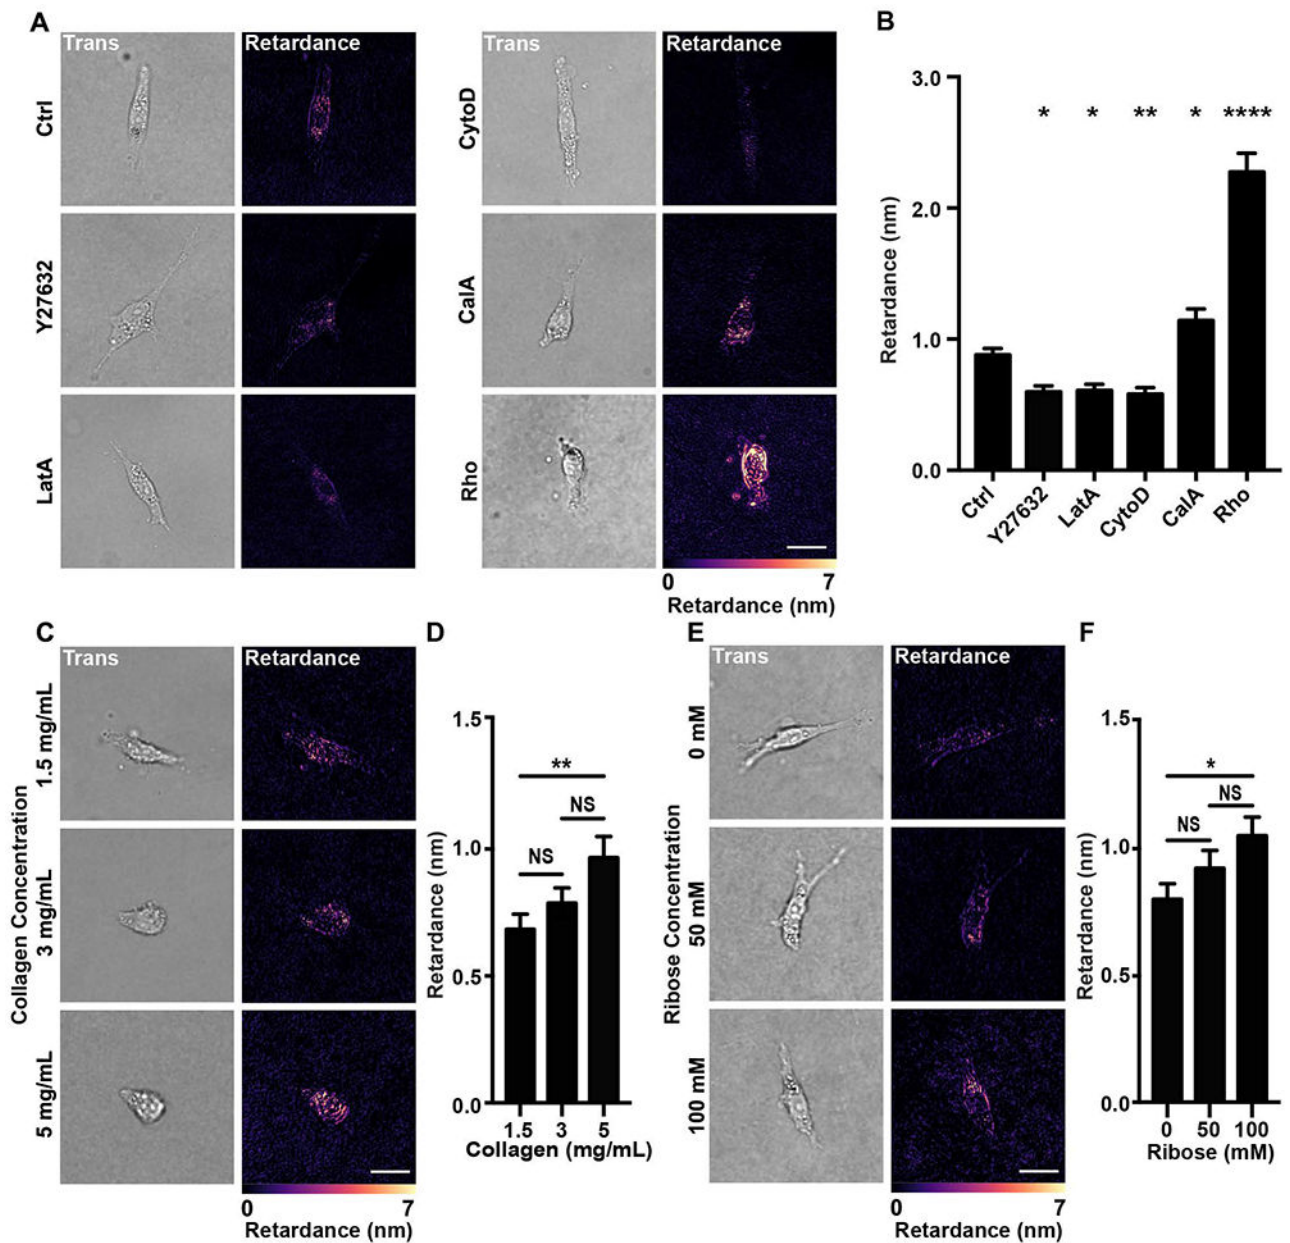 A
Trans
Retardance
Trans
Retardance
Ctrl
CytoD
Y27632
CalA
LatA
Rho
0
7
Retardance (nm)
B
3.0
2.0
1.0
0.0
Retardance (nm)
*
*
**
*
****
Ctrl
Y27632
LatA
CytoD
CalA
Rho
C
Trans
Retardance
Collagen Concentration
1.5 mg/mL
3 mg/mL
5 mg/mL
0
7
Retardance (nm)
D
1.5
1.0
0.5
0.0
Retardance (nm)
**
NS
NS
1.5
3
5
Collagen (mg/mL)
E
Trans
Retardance
Ribose Concentration
0 mM
50 mM
100 mM
0
7
Retardance (nm)
F
1.5
1.0
0.5
0.0
Retardance (nm)
*
NS
NS
0
50
100
Ribose (mM)